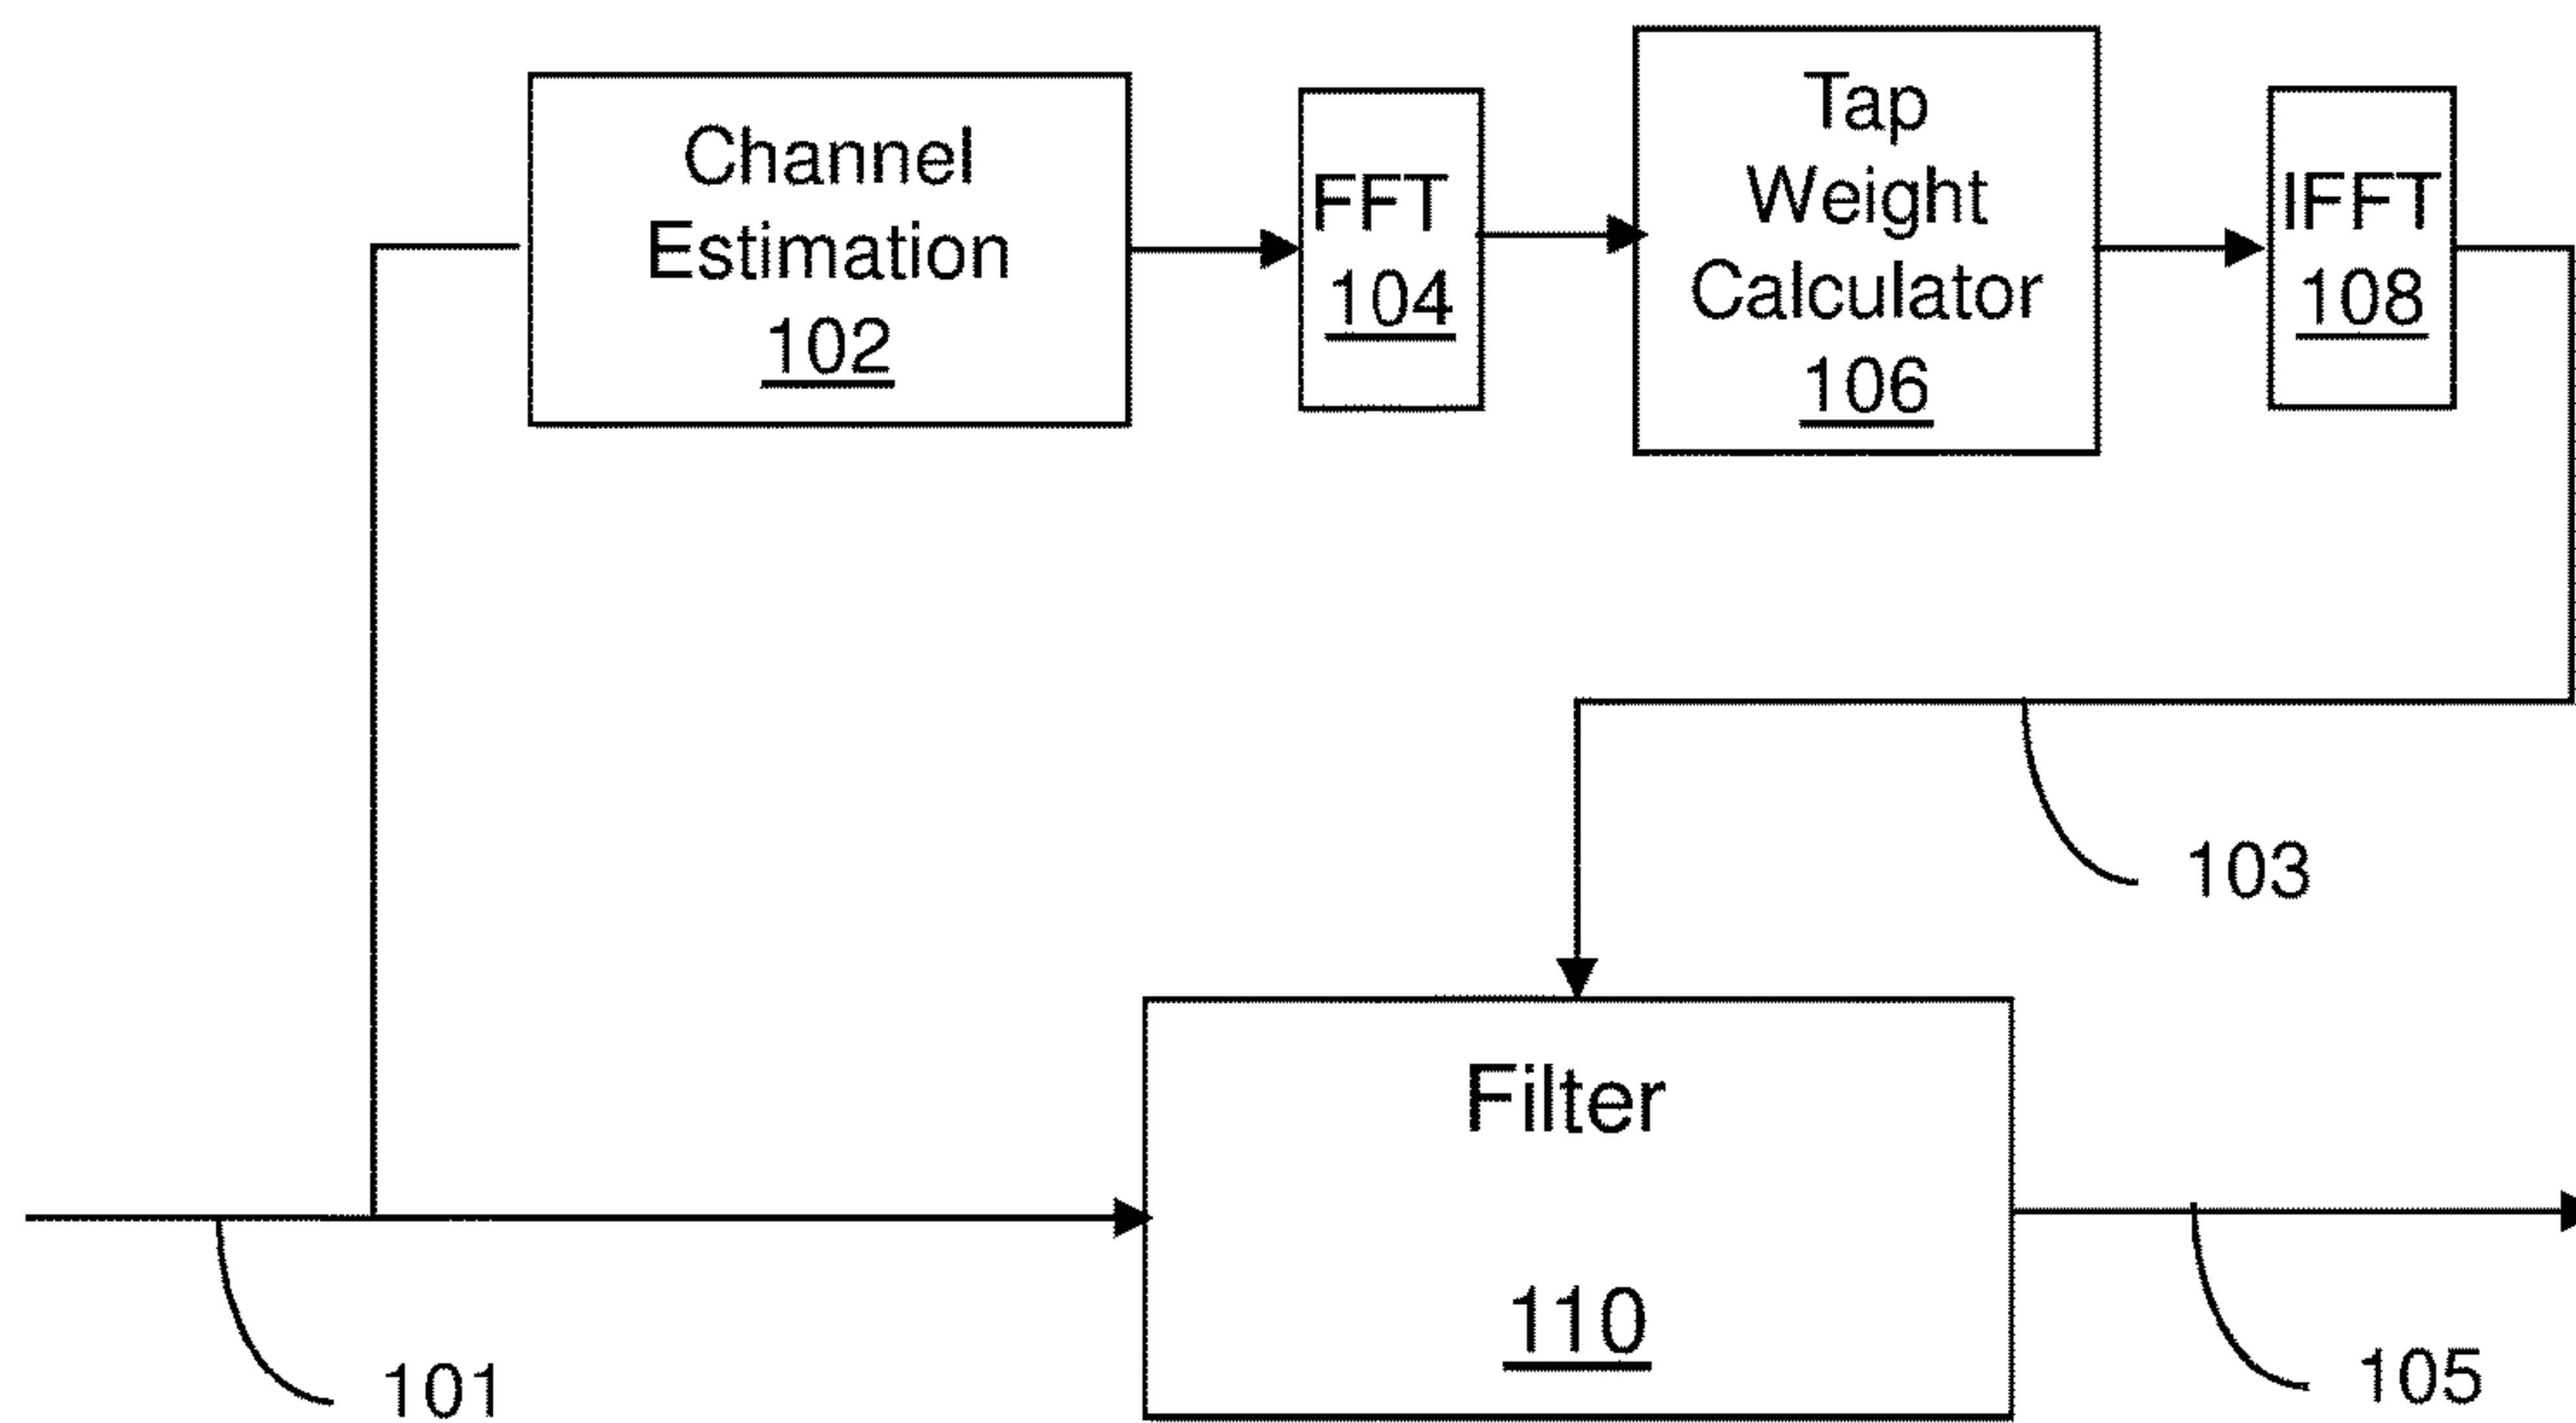 Channel
Estimation
102
FFT
104
Tap
Weight
Calculator
106
IFFT
108
103
Filter
110
101
105